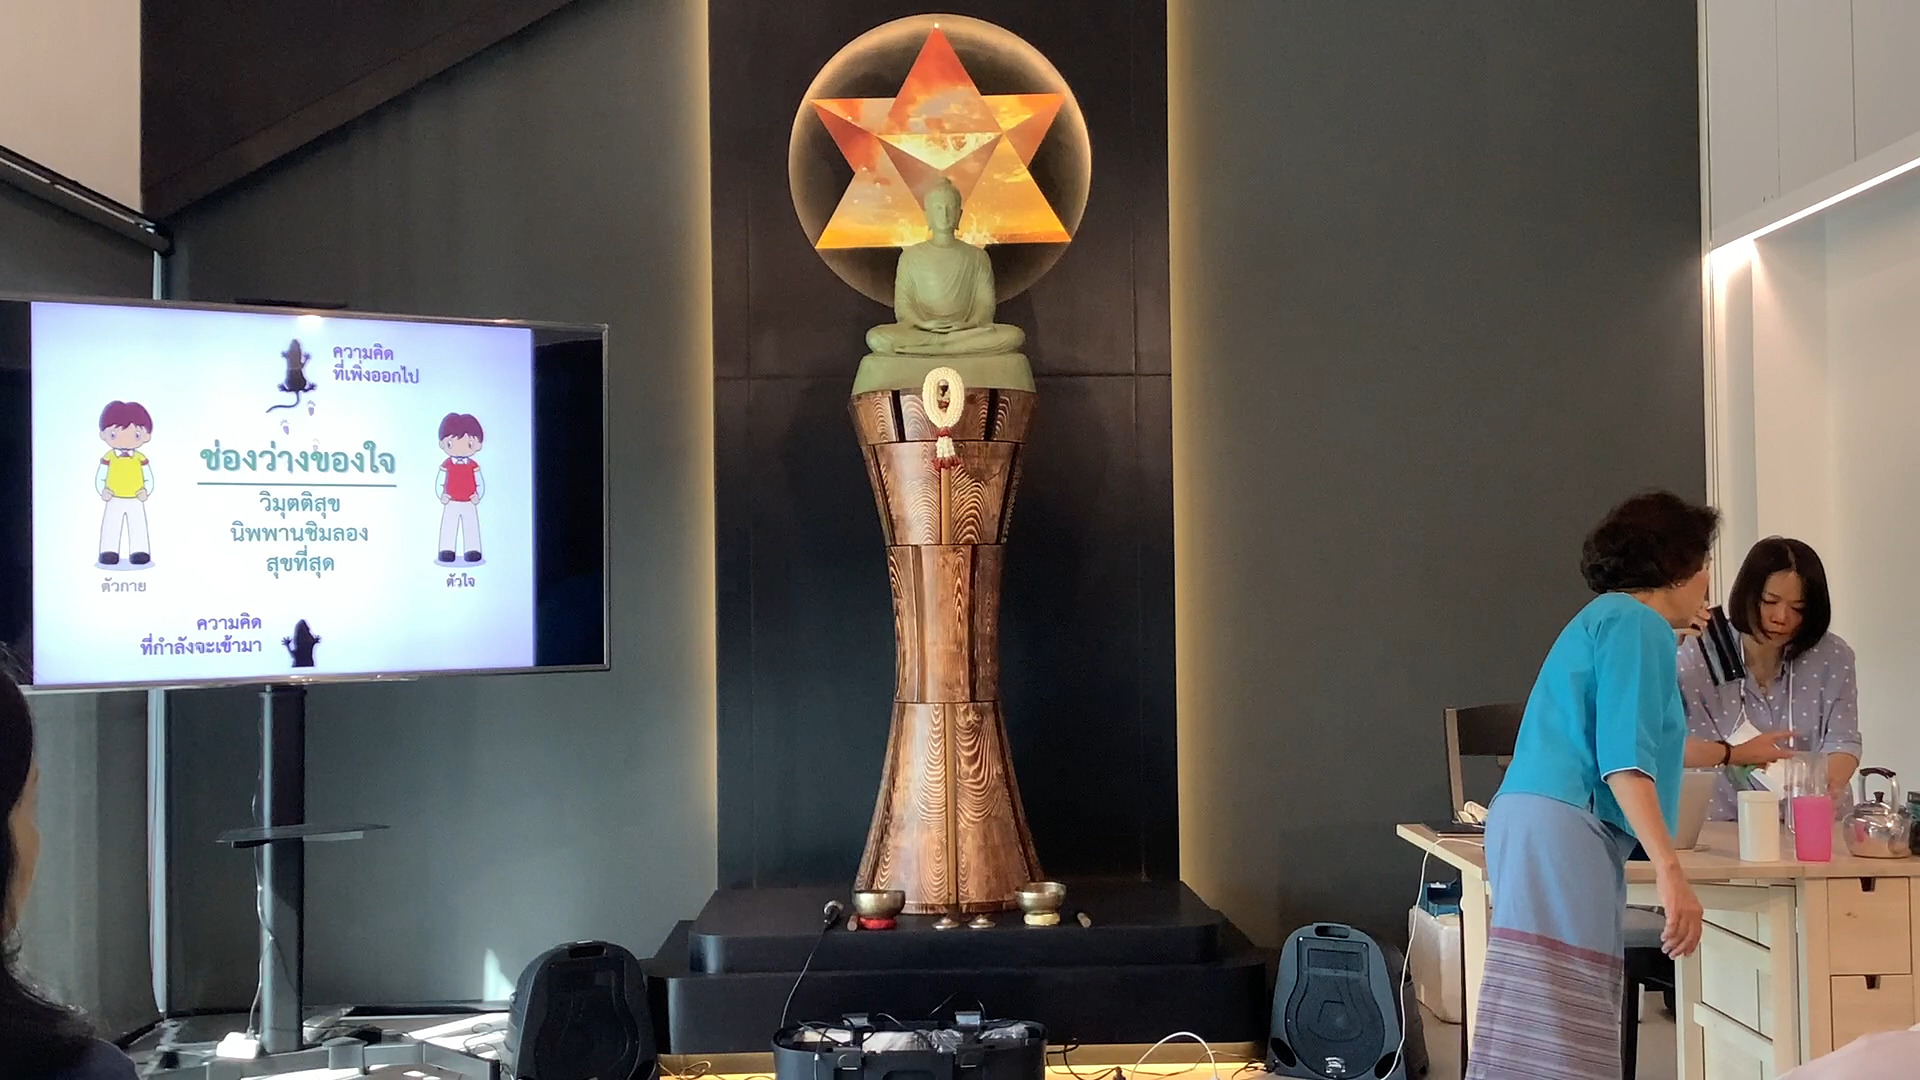 ความคิด
ที่เพิ่งออกไป
ช่องว่างของใจ
วิมุตติสุข
นิพพานชิมลอง
สุขที่สุด
ตัวกาย
ตัวใจ
ความคิด
ที่กำลังจะเข้ามา